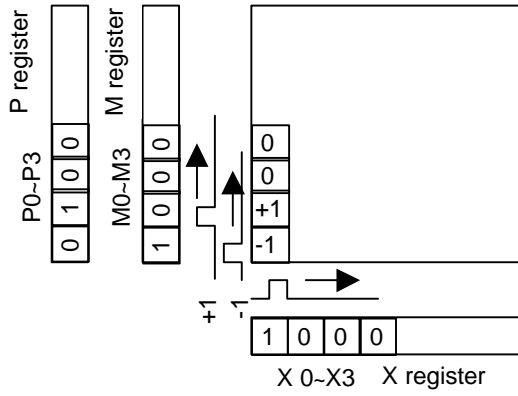 P register
P0~P3
0 1 0 0
M register
M0~M3
1 0 0 0
+1
-1
0
0
+1
-1
1 0 0 0
X 0~X3 X register